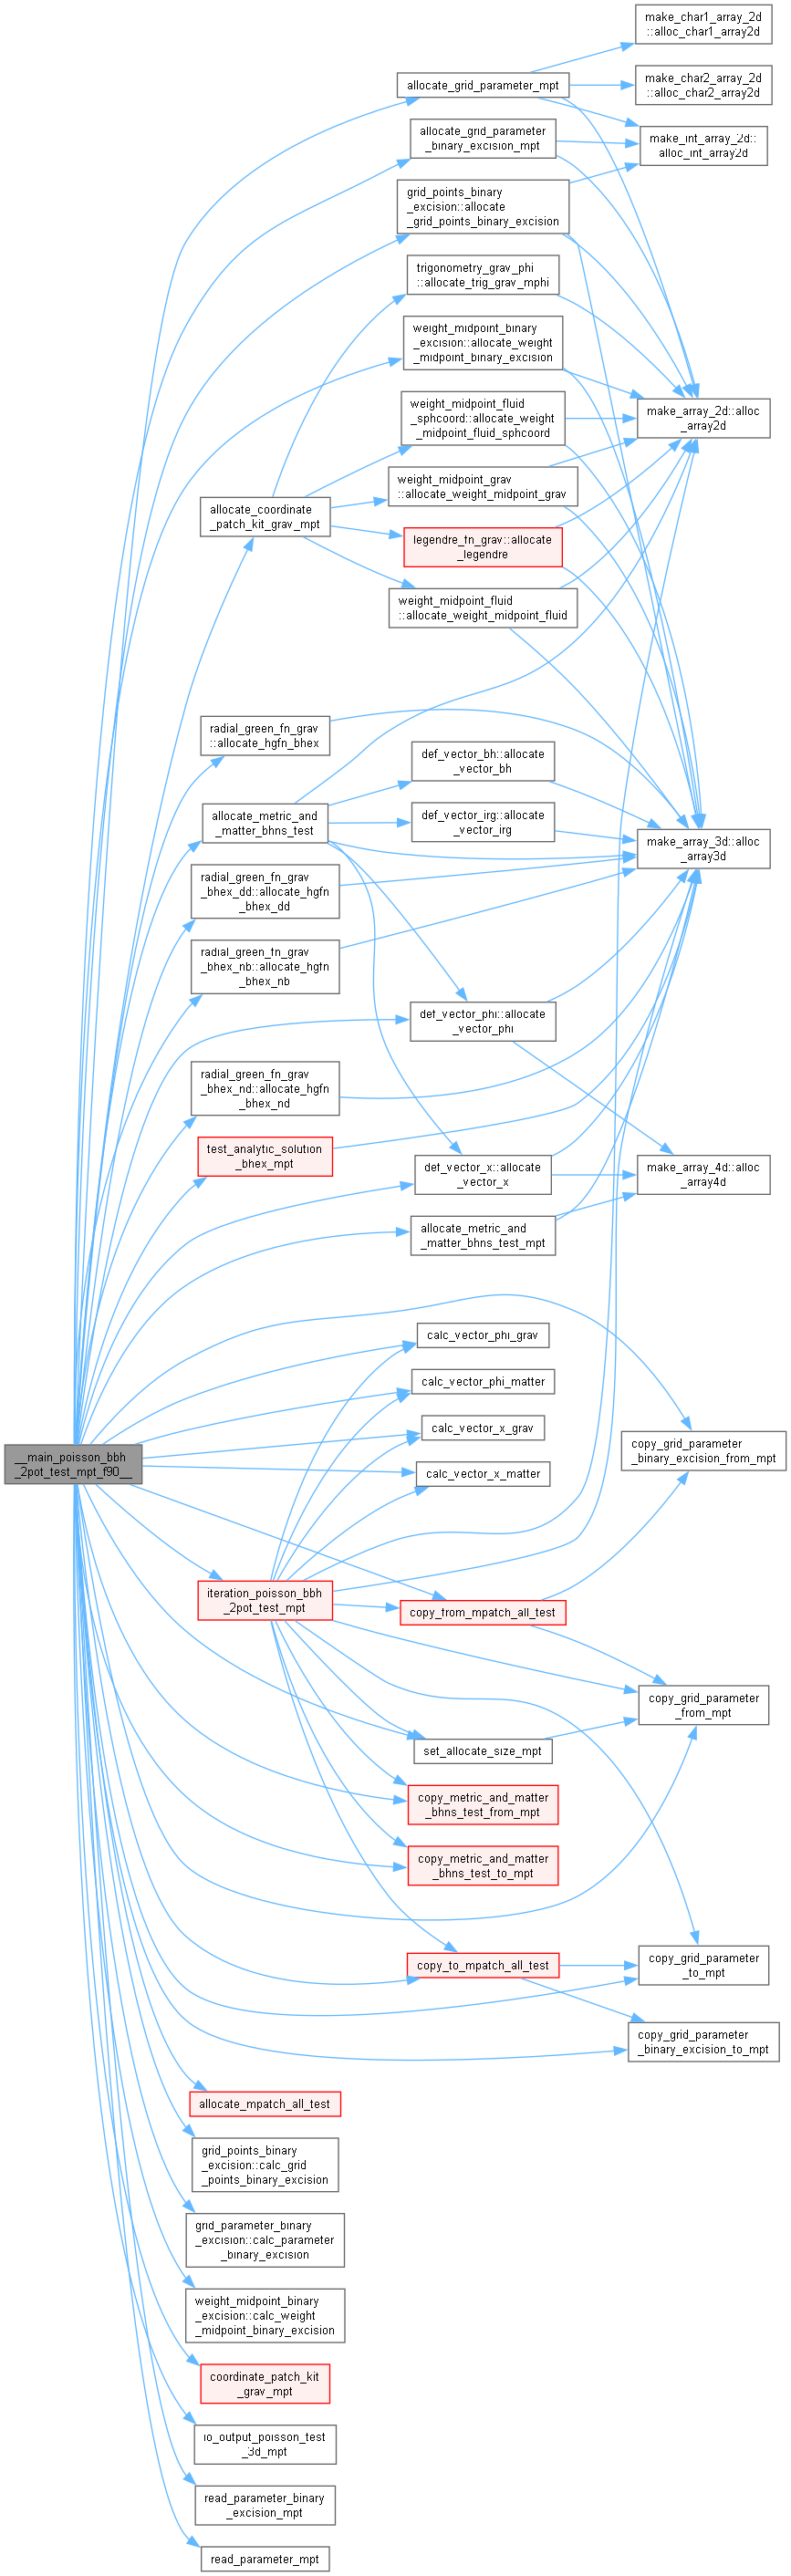 make_char1_array_2d
::alloc_char1_array2d
allocate_grid_parameter_mpt
make_char2_array_2d
::alloc_char2_array2d
allocate_grid_parameter
_binary_excision_mpt
make_int_array_2d::
alloc_int_array2d
grid_points_binary
_excision::allocate
_grid_points_binary_excision
trigonometry_grav_phi
::allocate_trig_grav_mphi
weight_midpoint_binary
_excision::allocate_weight
_midpoint_binary_excision
weight_midpoint_fluid
_sphcoord::allocate_weight
_midpoint_fluid_sphcoord
make_array_2d::alloc
_array2d
weight_midpoint_grav
::allocate_weight_midpoint_grav
allocate_coordinate
_patch_kit_grav_mpt
legendre_fn_grav::allocate
_legendre
weight_midpoint_fluid
::allocate_weight_midpoint_fluid
radial_green_fn_grav
::allocate_hgfn_bhex
def_vector_bh::allocate
_vector_bh
allocate_metric_and
_matter_bhns_test
def_vector_irg::allocate
_vector_irg
make_array_3d::alloc
_array3d
radial_green_fn_grav
_bhex_dd::allocate_hgfn
_bhex_dd
radial_green_fn_grav
_bhex_nb::allocate_hgfn
_bhex_nb
def_vector_phi::allocate
_vector_phi
radial_green_fn_grav
_bhex_nd::allocate_hgfn
_bhex_nd
test_analytic_solution
_bhex_mpt
def_vector_x::allocate
_vector_x
make_array_4d::alloc
_array4d
allocate_metric_and
_matter_bhns_test_mpt
calc_vector_phi_grav
calc_vector_phi_matter
calc_vector_x_grav
copy_grid_parameter
_binary_excision_from_mpt
__main_poisson_bbh
_2pot_test_mpt_f90__
calc_vector_x_matter
iteration_poisson_bbh
_2pot_test_mpt
copy_from_mpatch_all_test
copy_grid_parameter
_from_mpt
set_allocate_size_mpt
copy_metric_and_matter
_bhns_test_from_mpt
copy_metric_and_matter
_bhns_test_to_mpt
copy_to_mpatch_all_test
copy_grid_parameter
_to_mpt
copy_grid_parameter
_binary_excision_to_mpt
allocate_mpatch_all_test
grid_points_binary
_excision::calc_grid
_points_binary_excision
grid_parameter_binary
_excision::calc_parameter
_binary_excision
weight_midpoint_binary
_excision::calc_weight
_midpoint_binary_excision
coordinate_patch_kit
_grav_mpt
io_output_poisson_test
_3d_mpt
read_parameter_binary
_excision_mpt
read_parameter_mpt